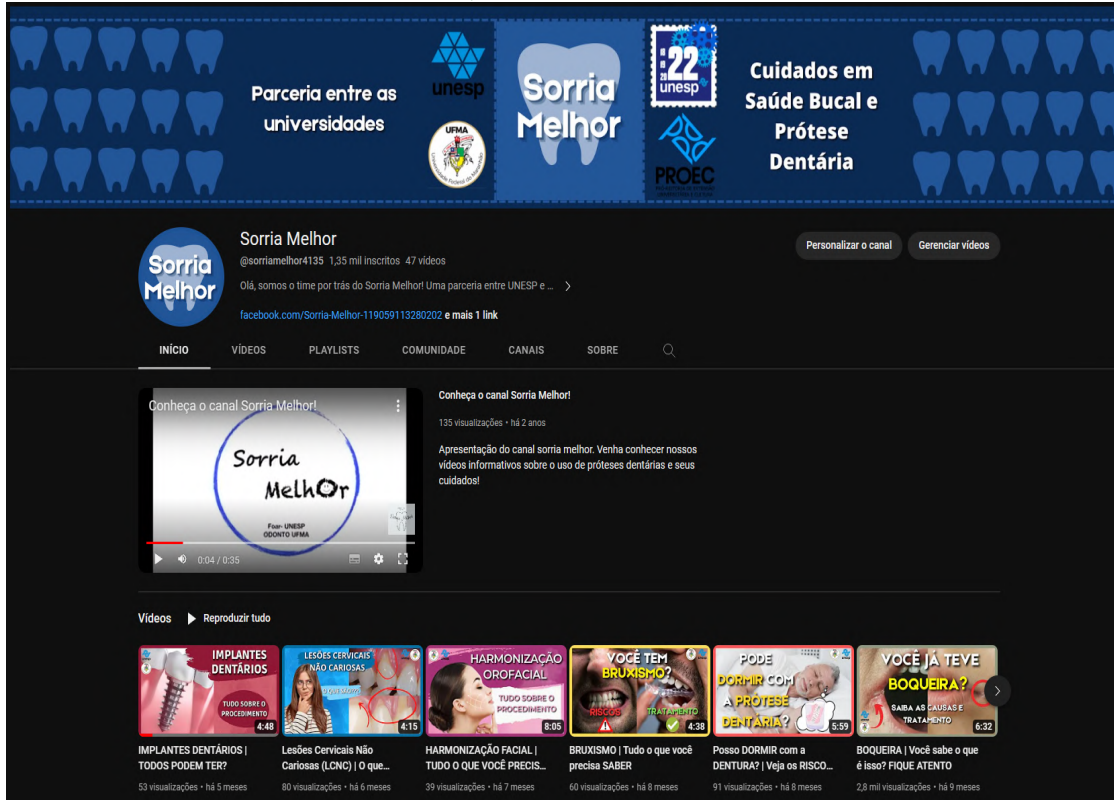 Parceria entre as
universidades
unesp
UFMA
Sorria
Melhor
22
unesp
PROEC
Cuidados em
Saúde Bucal e
Prótese
Dentária
Sorria
Melhor
Sorria Melhor
@sorriamelhor4135 1,35 mil inscritos 47 vídeos
Olá, somos o time por trás do Sorria Melhor! Uma parceria entre UNESP e ...
facebook.com/Sorria-Melhor-119059113280202 e mais 1 link
Personalizar o canal
Gerenciar vídeos
INÍCIO VÍDEOS PLAYLISTS COMUNIDADE CANAIS SOBRE
Conheça o canal Sorria Melhor!
Sorria
Melhor
Foar- UNESP
ODONTO UFMA
0:04 / 0:35
Conheça o canal Sorria Melhor!
135 visualizações • há 2 anos
Apresentação do canal sorria melhor. Venha conhecer nossos
vídeos informativos sobre o uso de próteses dentárias e seus
cuidados!
Vídeos Reproduzir tudo
IMPLANTES
DENTÁRIOS
TUDO SOBRE O
PROCEDIMENTO
4:48
IMPLANTES DENTÁRIOS |
TODOS PODEM TER?
53 visualizações • há 5 meses
LESÕES CERVICAIS
NÃO CARIOSAS
O QUE SÃO??
4:15
Lesões Cervicais Não
Cariosas (LCNC) | O que...
80 visualizações • há 6 meses
HARMONIZAÇÃO
OROFACIAL
TUDO SOBRE O
PROCEDIMENTO
8:05
HARMONIZAÇÃO FACIAL |
TUDO O QUE VOCÊ PRECIS...
39 visualizações • há 7 meses
VOCÊ TEM
BRUXISMO?
RISCOS
TRATAMENTO
4:38
BRUXISMO | Tudo o que você
precisa SABER
60 visualizações • há 8 meses
PODE
DORMIR COM
A PRÓTESE
DENTÁRIA?
5:59
Posso DORMIR com a
DENTURA? | Veja os RISCO...
91 visualizações • há 8 meses
VOCÊ JÁ TEVE
BOQUEIRA?
SAIBA AS CAUSAS E
TRATAMENTO
6:32
BOQUEIRA | Você sabe o que
é isso? FIQUE ATENTO
2,8 mil visualizações • há 9 meses